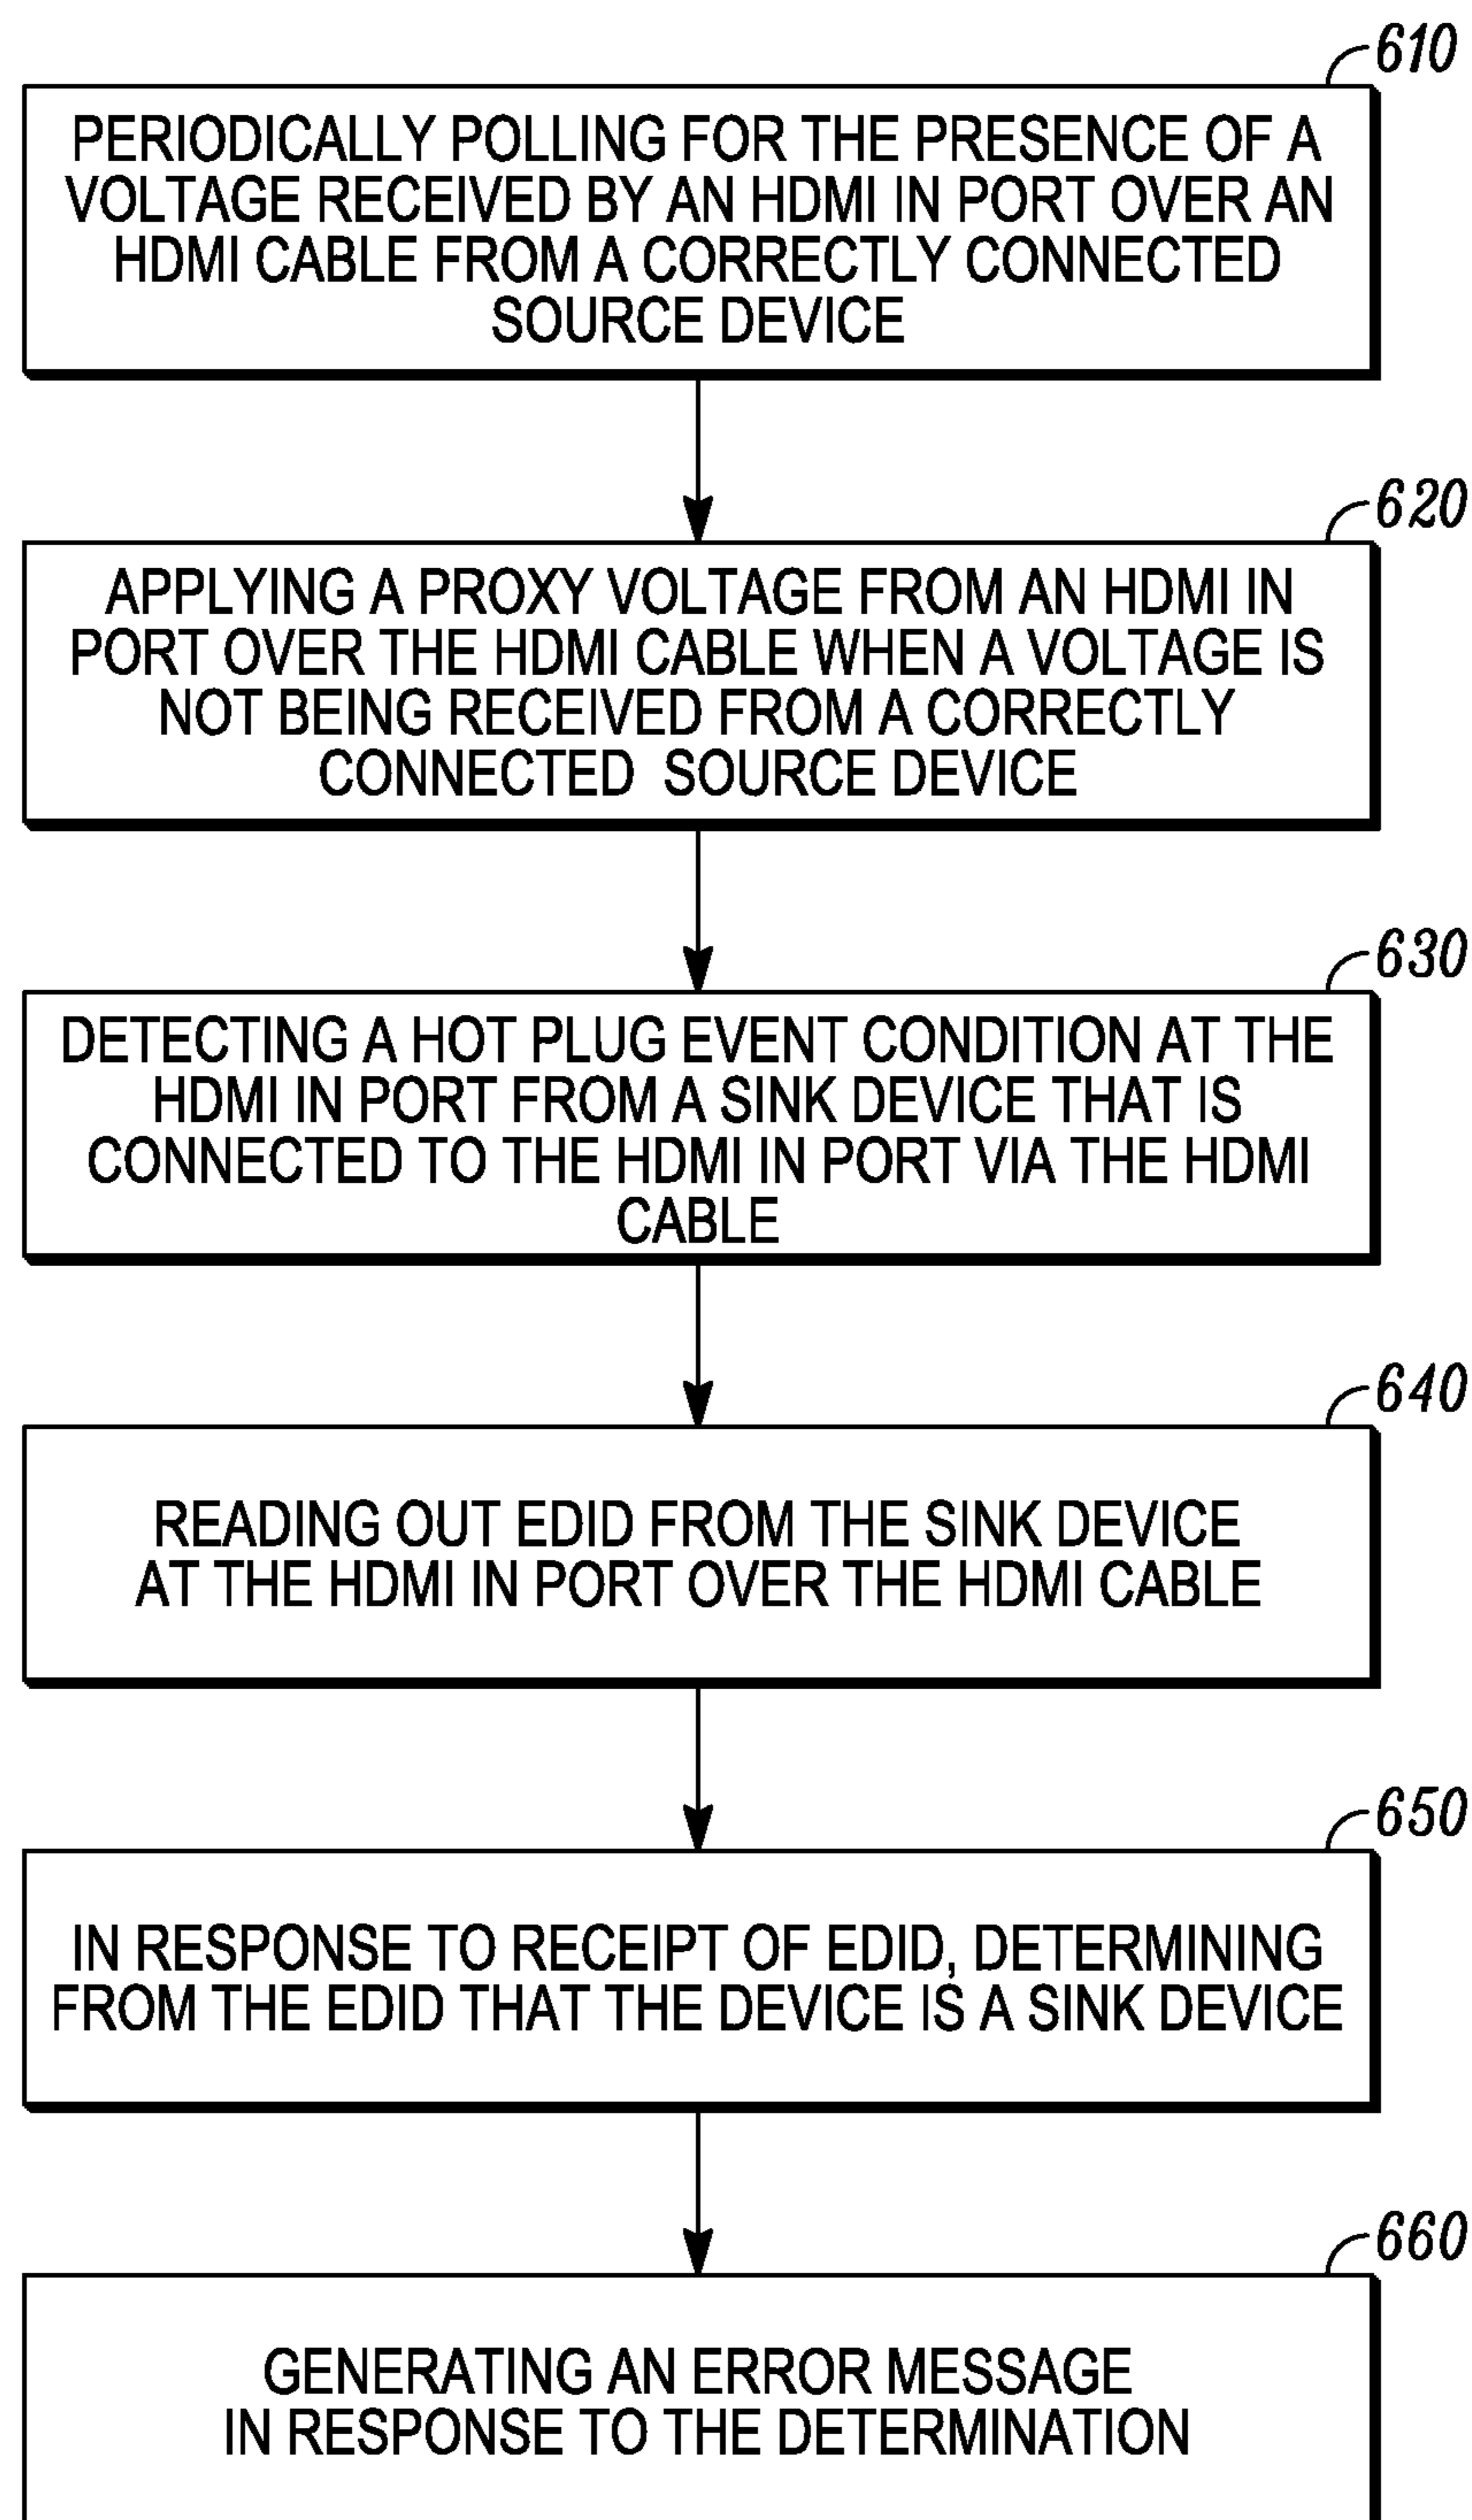 610
PERIODICALLY POLLING FOR THE PRESENCE OF A
VOLTAGE RECEIVED BY AN HDMI IN PORT OVER AN
HDMI CABLE FROM A CORRECTLY CONNECTED
SOURCE DEVICE
620
APPLYING A PROXY VOLTAGE FROM AN HDMI IN
PORT OVER THE HDMI CABLE WHEN A VOLTAGE IS
NOT BEING RECEIVED FROM A CORRECTLY
CONNECTED SOURCE DEVICE
630
DETECTING A HOT PLUG EVENT CONDITION AT THE
HDMI IN PORT FROM A SINK DEVICE THAT IS
CONNECTED TO THE HDMI IN PORT VIA THE HDMI
CABLE
640
READING OUT EDID FROM THE SINK DEVICE
AT THE HDMI IN PORT OVER THE HDMI CABLE
650
IN RESPONSE TO RECEIPT OF EDID, DETERMINING
FROM THE EDID THAT THE DEVICE IS A SINK DEVICE
660
GENERATING AN ERROR MESSAGE
IN RESPONSE TO THE DETERMINATION